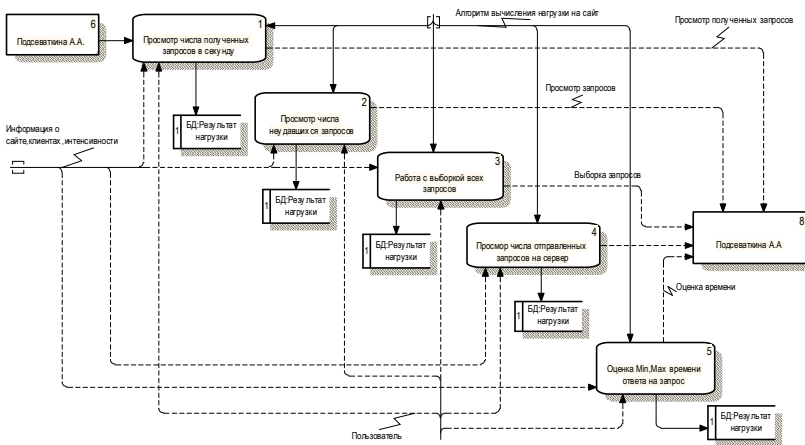 Алгоритм вычисления нагрузки на сайт
Просмотр полученных запросов
6
Подсеваткина А.А.
1
Просмотр числа полученных
запросов в секунду
Просмотр запросов
2
Просмотр числа
неудавшихся запросов
1
БД:Результат
нагрузки
Информация о
сайте,клиентах,интенсивности
3
Работа с выборкой всех
запросов
Выборка запросов
1
БД:Результат
нагрузки
8
Подсеваткина А.А
4
Просмор числа отправленных
запросов на сервер
1
БД:Результат
нагрузки
Оценка времени
1
БД:Результат
нагрузки
5
Оценка Min,Max времени
ответа на запрос
1
БД:Результат
нагрузки
Пользователь